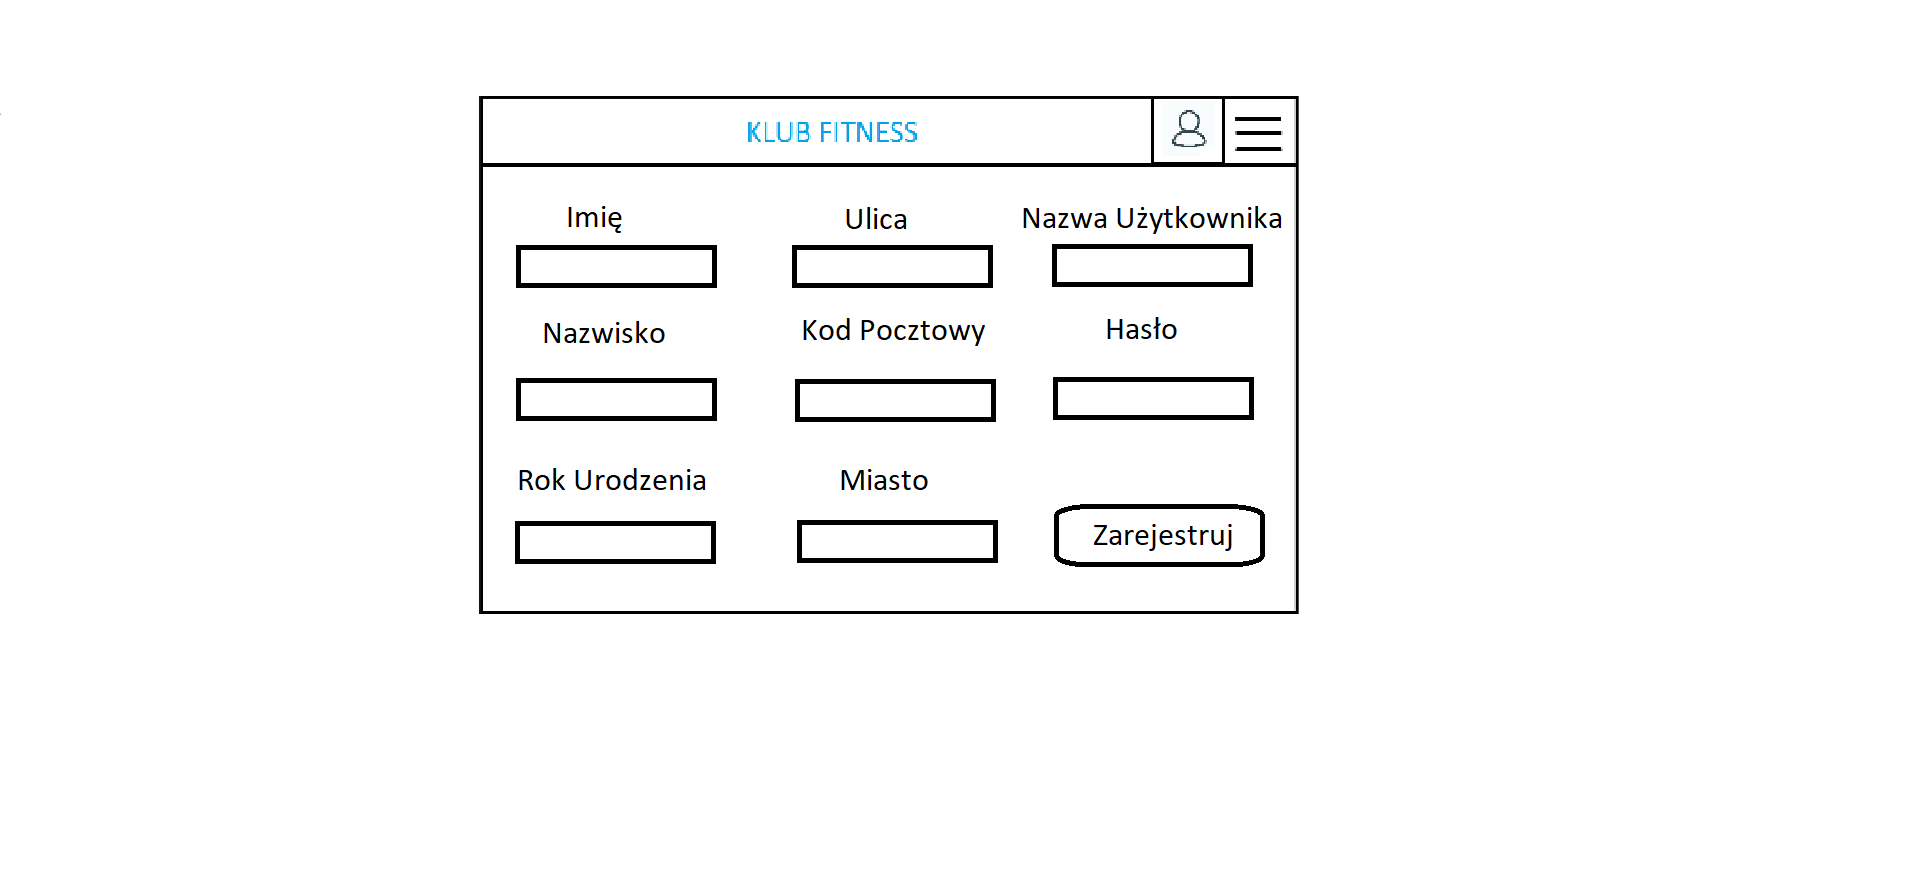 KLUB FITNESS
Imię
Ulica
Nazwa Użytkownika
Nazwisko
Kod Pocztowy
Hasło
Rok Urodzenia
Miasto
Zarejestruj